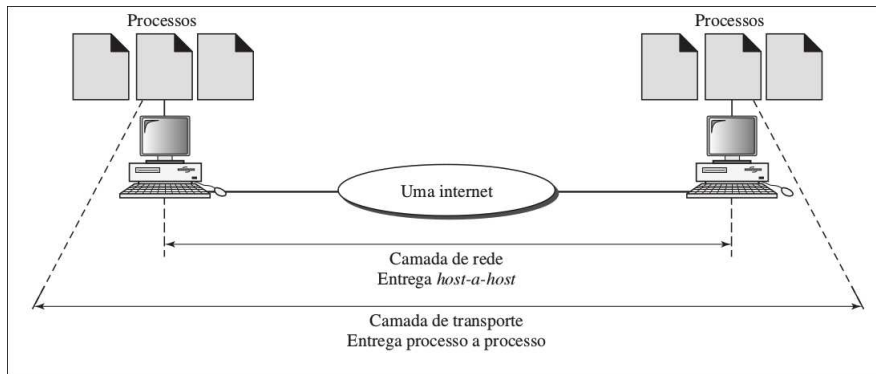 Processos
Processos
Uma internet
Camada de rede
Entrega host-a-host
Camada de transporte
Entrega processo a processo